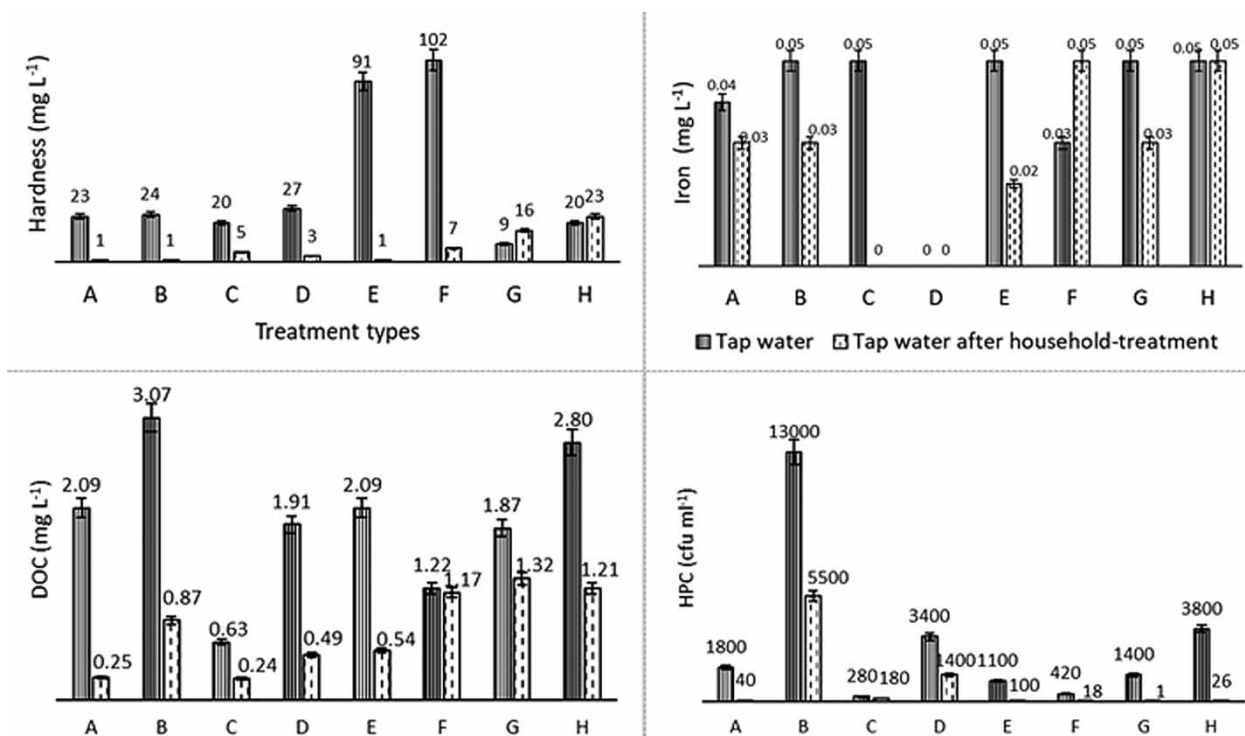 Hardness (mg L-1)
23 1 24 1 20 5 27 3 91 1 102 7 9 16 20 23
A B C D E F G H
Treatment types
Iron (mg L-1)
0.04 0.03 0.05 0.03 0.05 0 0 0 0.05 0.02 0.03 0.05 0.05 0.03 0.05 0.05
A B C D E F G H
Tap water Tap water after household-treatment
DOC (mg L-1)
2.09 0.25 3.07 0.87 0.63 0.24 1.91 0.49 2.09 0.54 1.22 1.17 1.87 1.32 2.80 1.21
A B C D E F G H
HPC (cfu ml-1)
1800 40 13000 5500 280 180 3400 1400 1100 100 420 18 1400 1 3800 26
A B C D E F G H